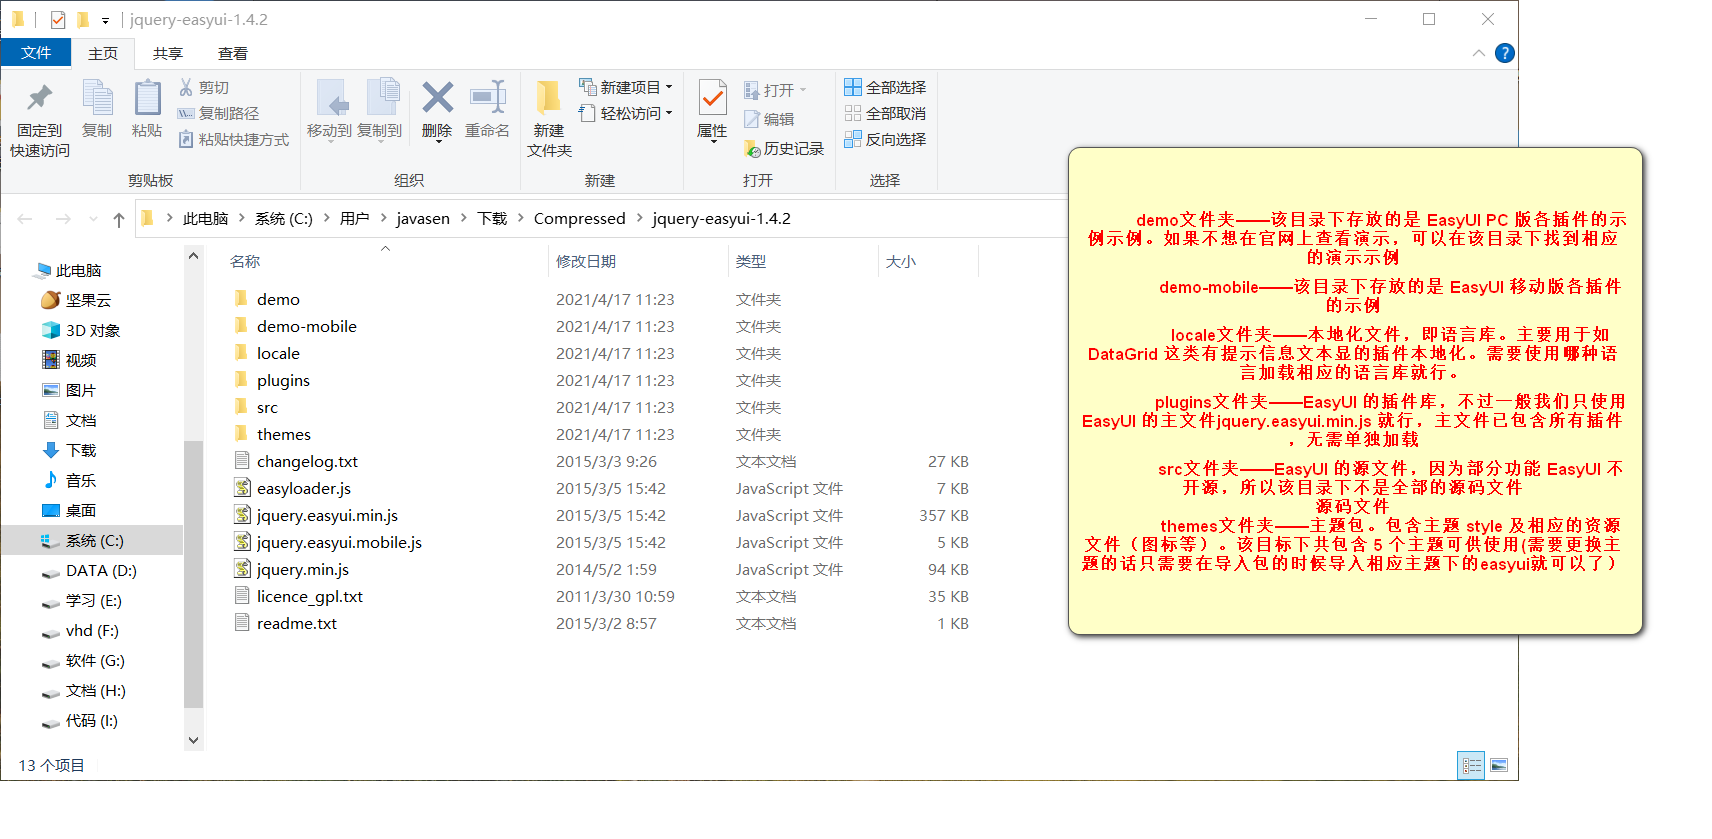 jquery-easyui-1.4.2
文件 主页 共享 查看
固定到
快速访问
复制
粘贴
剪切
复制路径
粘贴快捷方式
剪贴板
移动到
复制到
删除
重命名
组织
新建
文件夹
新建项目
轻松访问
新建
属性
打开
编辑
历史记录
打开
全部选择
全部取消
反向选择
选择
此电脑 系统 (C:) 用户 javasen 下载 Compressed jquery-easyui-1.4.2
此电脑
坚果云
3D 对象
视频
图片
文档
下载
音乐
桌面
系统 (C:)
DATA (D:)
学习 (E:)
vhd (F:)
软件 (G:)
文档 (H:)
代码 (I:)
名称 修改日期 类型 大小
demo 2021/4/17 11:23 文件夹
demo-mobile 2021/4/17 11:23 文件夹
locale 2021/4/17 11:23 文件夹
plugins 2021/4/17 11:23 文件夹
src 2021/4/17 11:23 文件夹
themes 2021/4/17 11:23 文件夹
changelog.txt 2015/3/3 9:26 文本文档 27 KB
easyloader.js 2015/3/5 15:42 JavaScript 文件 7 KB
jquery.easyui.min.js 2015/3/5 15:42 JavaScript 文件 357 KB
jquery.easyui.mobile.js 2015/3/5 15:42 JavaScript 文件 5 KB
jquery.min.js 2014/5/2 1:59 JavaScript 文件 94 KB
licence_gpl.txt 2011/3/30 10:59 文本文档 35 KB
readme.txt 2015/3/2 8:57 文本文档 1 KB
demo文件夹——该目录下存放的是 EasyUI PC 版各插件的示
例示例。如果不想在官网上查看演示，可以在该目录下找到相应
的演示示例
demo-mobile——该目录下存放的是 EasyUI 移动版各插件
的示例
locale文件夹——本地化文件，即语言库。主要用于如
DataGrid 这类有提示信息文本显的插件本地化。需要使用哪种语
言加载相应的语言库就行。
plugins文件夹——EasyUI 的插件库，不过一般我们只使用
EasyUI 的主文件jquery.easyui.min.js 就行，主文件已包含所有插件
，无需单独加载
src文件夹——EasyUI 的源文件，因为部分功能 EasyUI 不
开源，所以该目录下不是全部的源码文件
源码文件
themes文件夹——主题包。包含主题 style 及相应的资源
文件（图标等）。该目标下共包含 5 个主题可供使用(需要更换主
题的话只需要在导入包的时候导入相应主题下的easyui就可以了）
13 个项目